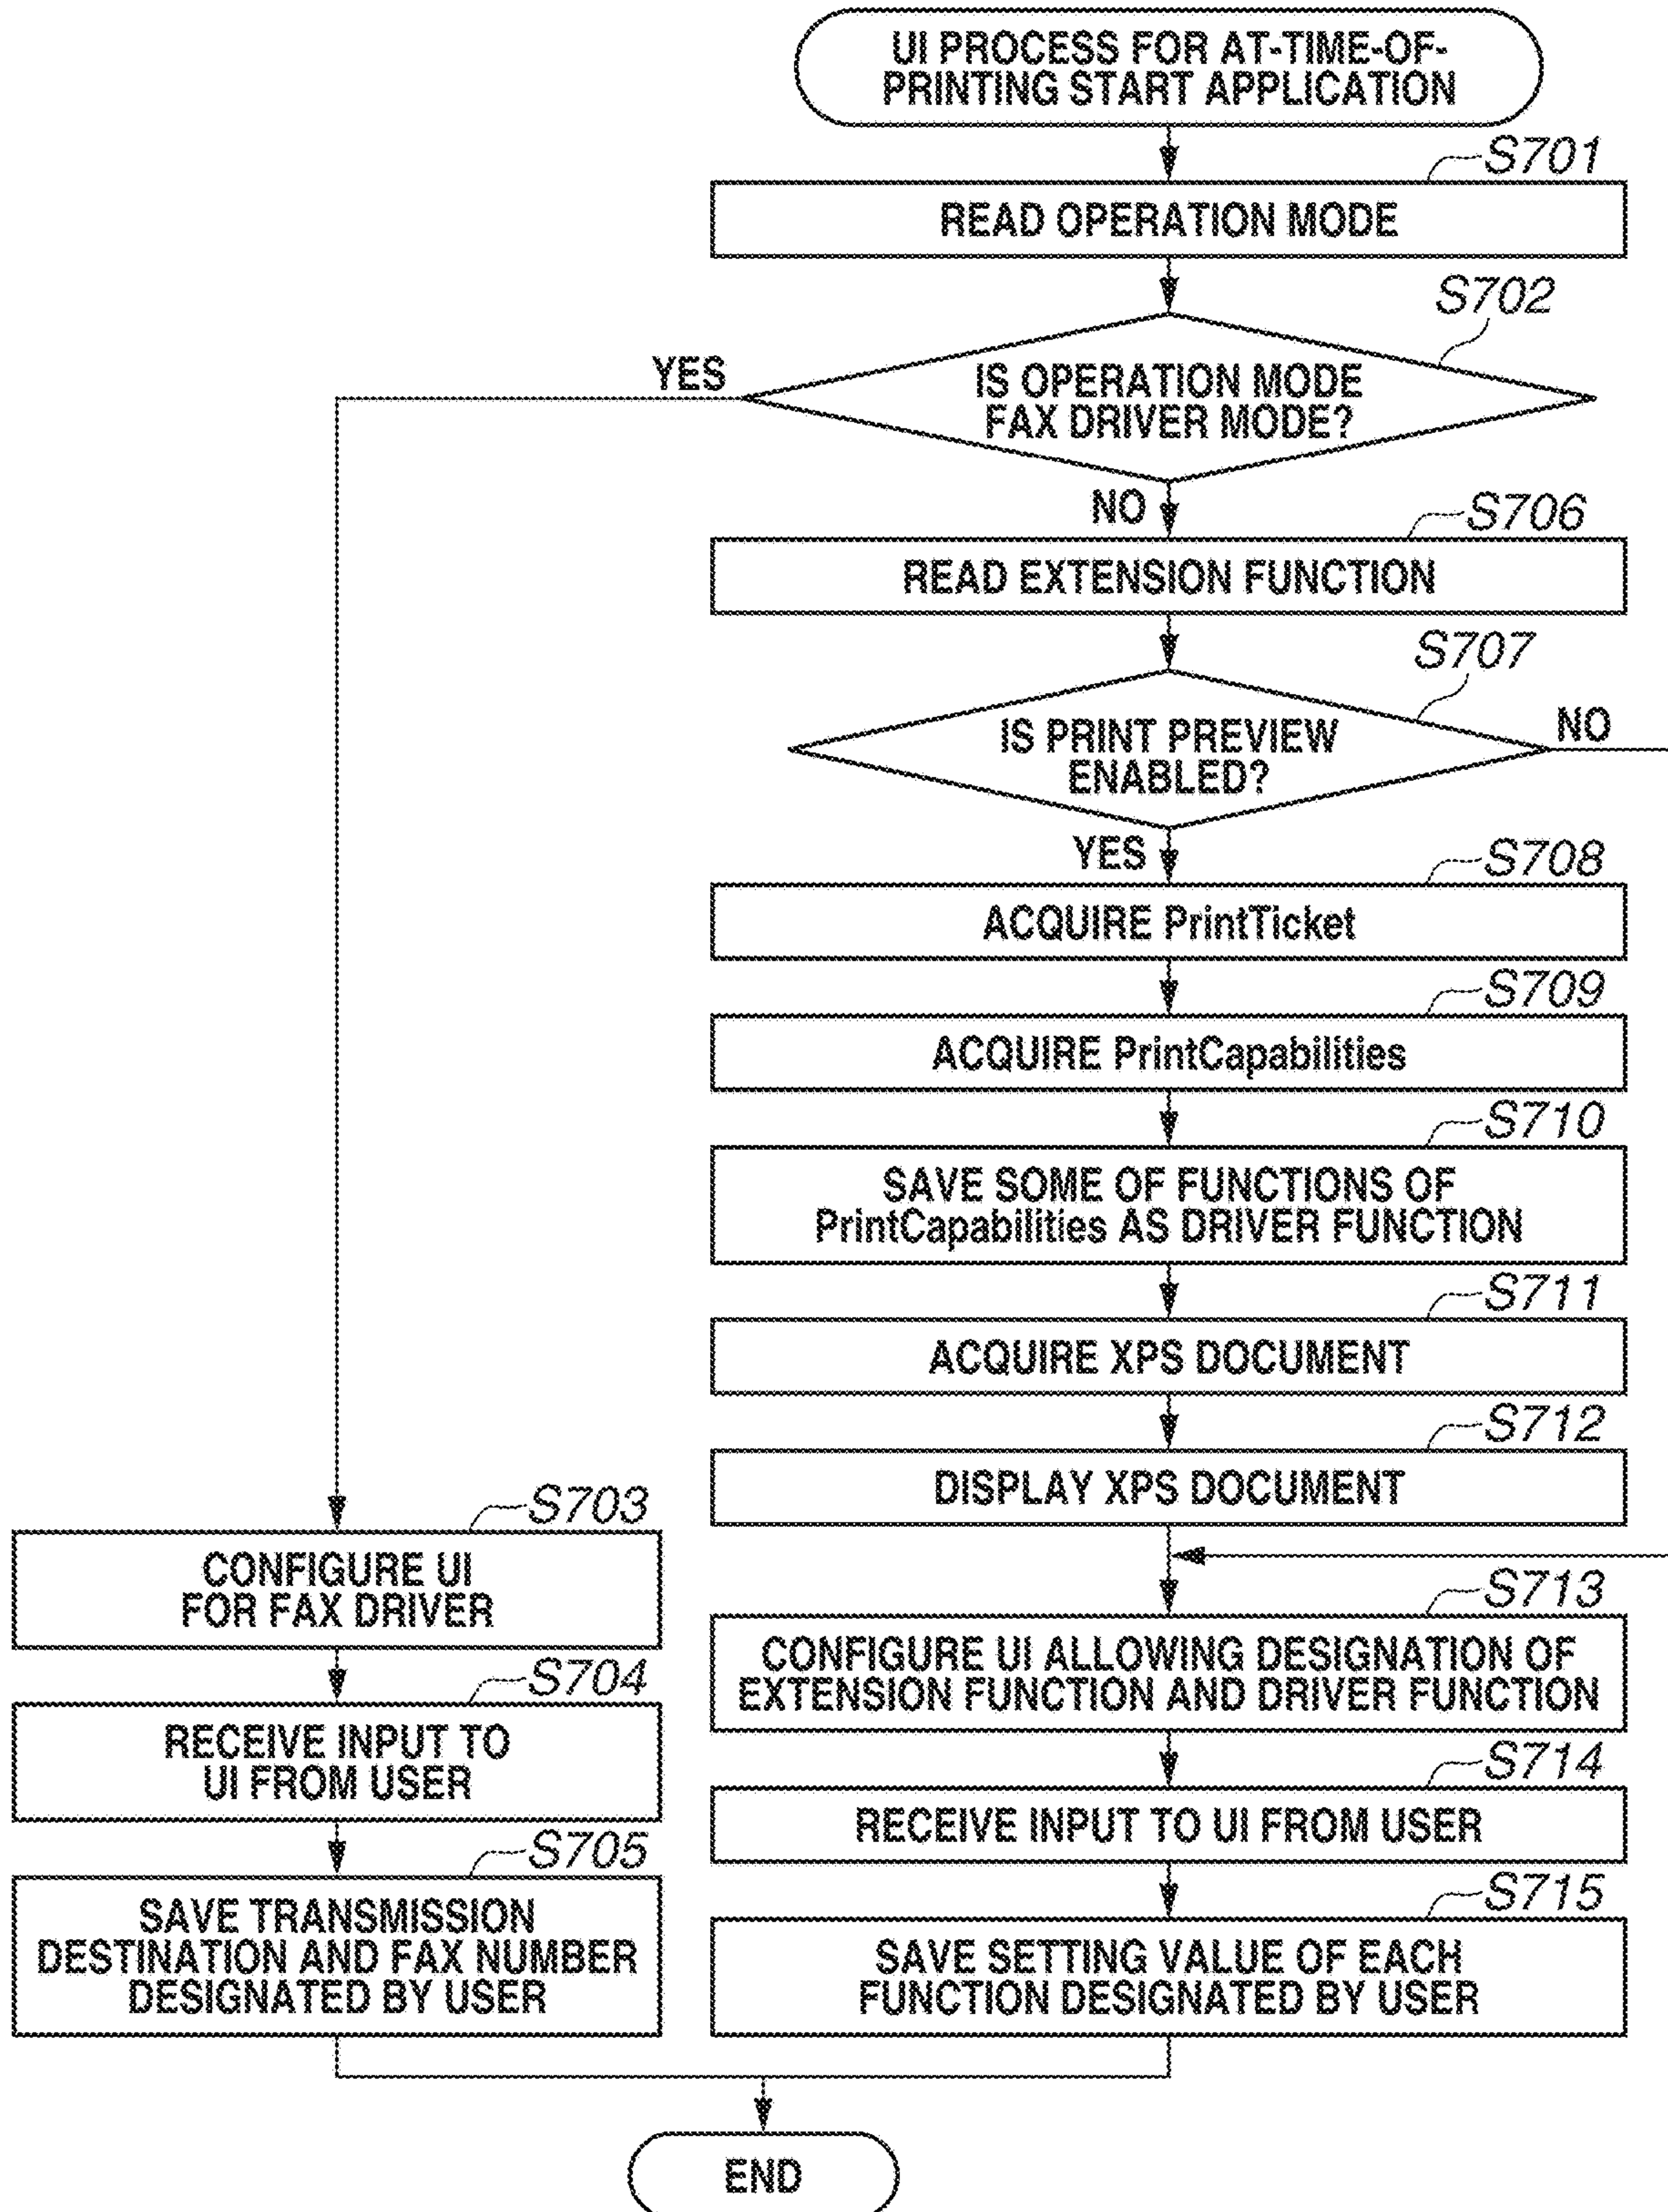 UI PROCESS FOR AT-TIME-OF-
PRINTING START APPLICATION
S701
READ OPERATION MODE
S702
YES
IS OPERATION MODE
FAX DRIVER MODE?
NO
S706
READ EXTENSION FUNCTION
S707
IS PRINT PREVIEW
ENABLED?
NO
YES
S708
ACQUIRE PrintTicket
S709
ACQUIRE PrintCapabilities
S710
SAVE SOME OF FUNCTIONS OF
PrintCapabilities AS DRIVER FUNCTION
S711
ACQUIRE XPS DOCUMENT
S712
DISPLAY XPS DOCUMENT
S703
CONFIGURE UI
FOR FAX DRIVER
S704
RECEIVE INPUT TO
UI FROM USER
S705
SAVE TRANSMISSION
DESTINATION AND FAX NUMBER
DESIGNATED BY USER
S713
CONFIGURE UI ALLOWING DESIGNATION OF
EXTENSION FUNCTION AND DRIVER FUNCTION
S714
RECEIVE INPUT TO UI FROM USER
S715
SAVE SETTING VALUE OF EACH
FUNCTION DESIGNATED BY USER
END